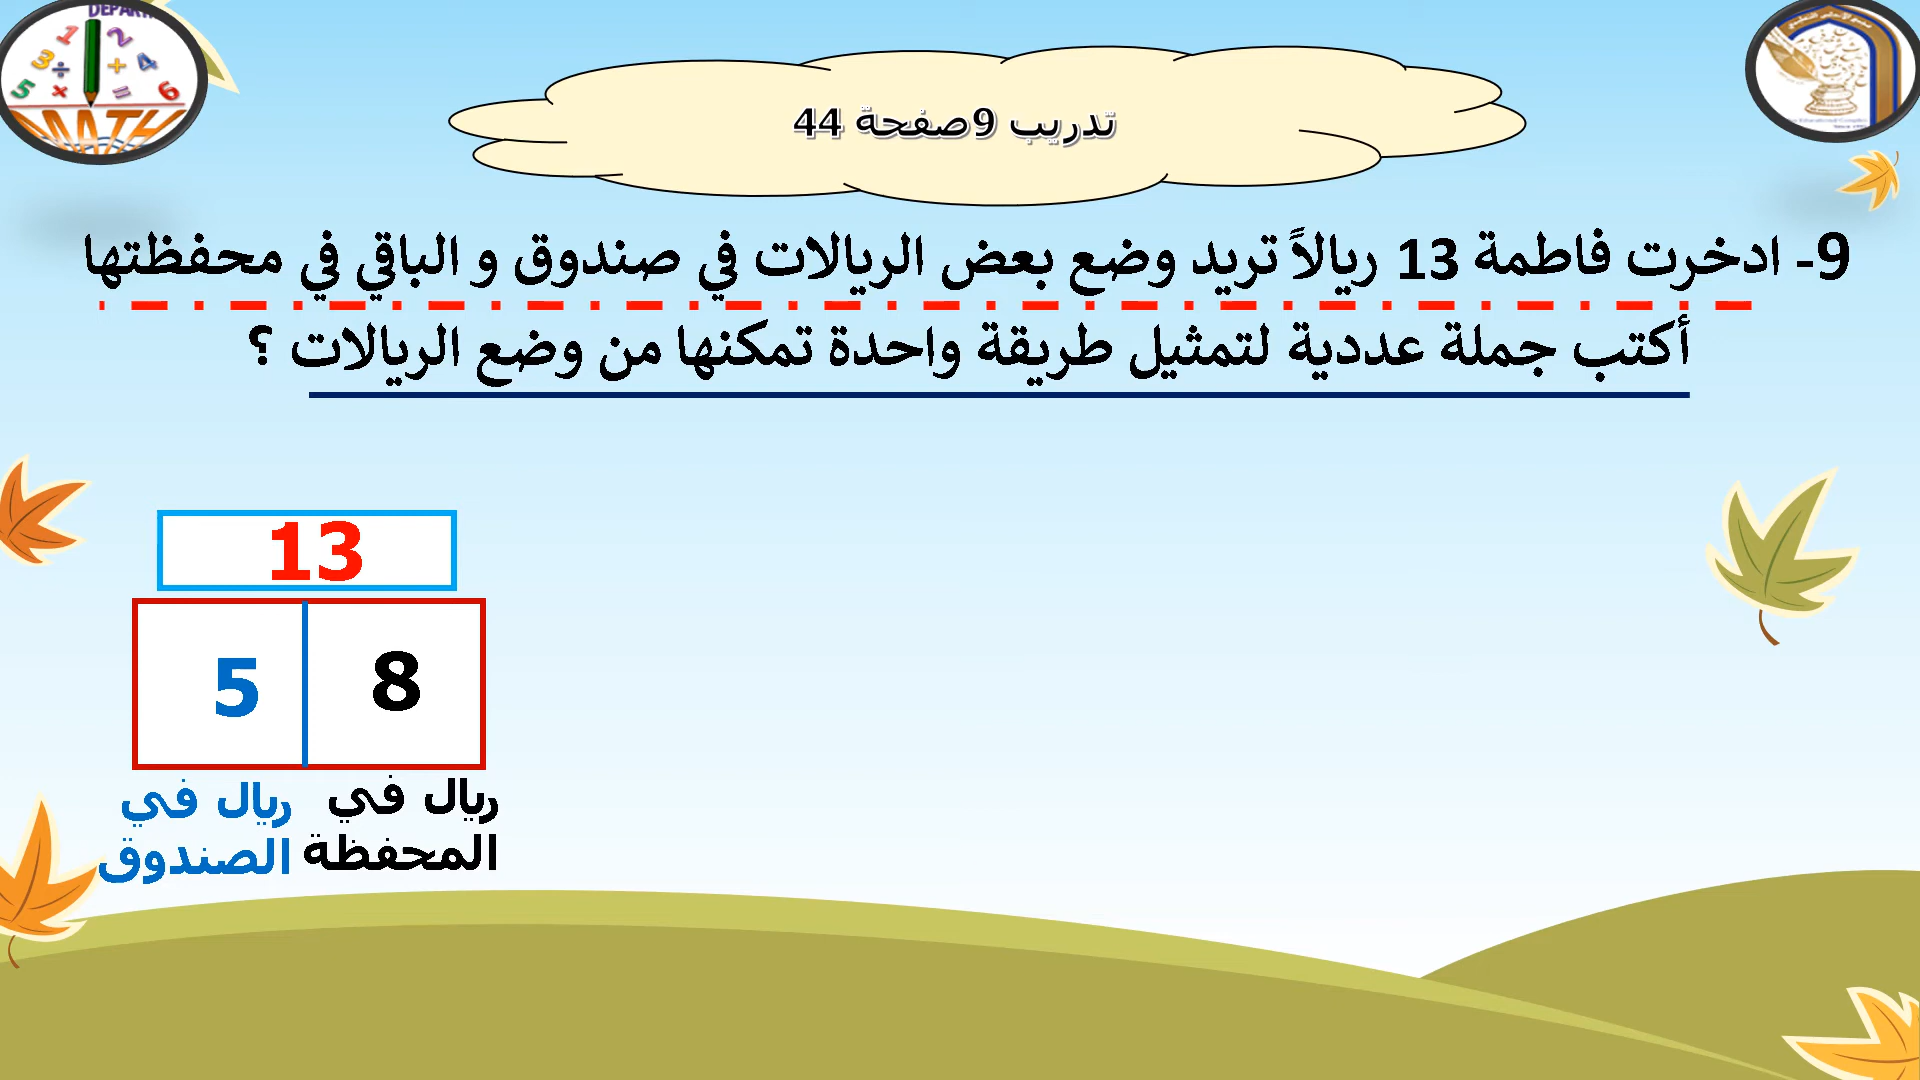 تدريب 9صفحة 44
9- ادخرت فاطمة 13 ريالاً تريد وضع بعض الريالات في صندوق و الباقي في محفظتها
أكتب جملة عددية لتمثيل طريقة واحدة تمكنها من وضع الريالات ؟
13
8
5
ريال في
المحفظة
ريال في
الصندوق
MATH